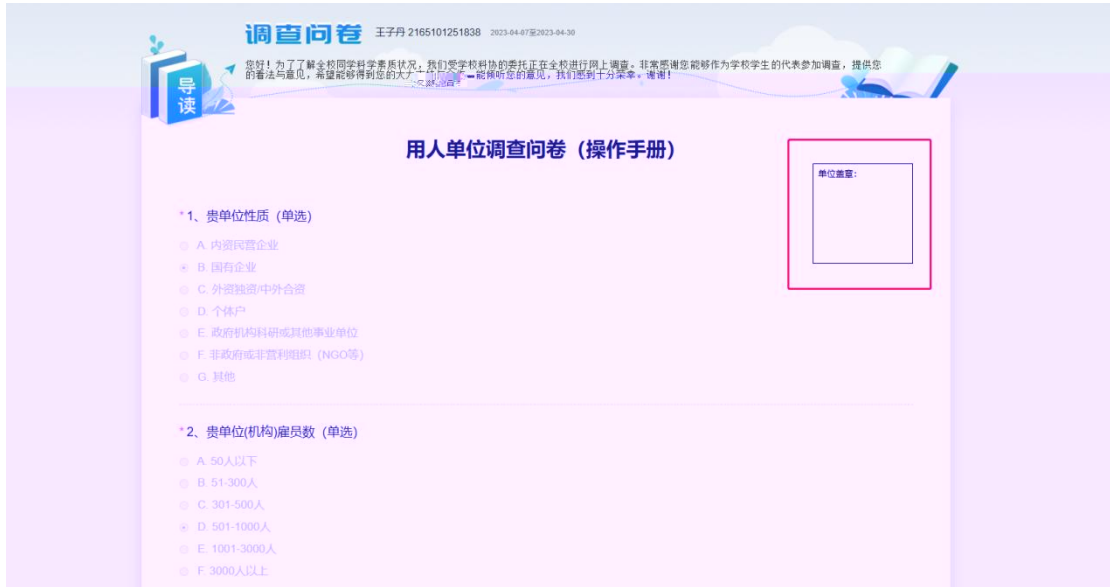 调查问卷 王子丹 2165101251838 2023-04-07至2023-04-30
您好！为了了解全校同学科学素质状况，我们受学校科协的委托正在全校进行网上调查。非常感谢您能够作为学校学生的代表参加调查，提供您
的看法与意见，希望能够得到您的大力 能倾听您的意见，我们感到十分荣幸。谢谢！
导读
用人单位调查问卷（操作手册）
单位盖章：
*1、贵单位性质（单选）
A. 内资民营企业
B. 国有企业
C. 外资独资/中外合资
D. 个体户
E. 政府机构科研或其他事业单位
F. 非政府或非营利组织（NGO等）
G. 其他
*2、贵单位(机构)雇员数（单选）
A. 50人以下
B. 51-300人
C. 301-500人
D. 501-1000人
E. 1001-3000人
F. 3000人以上